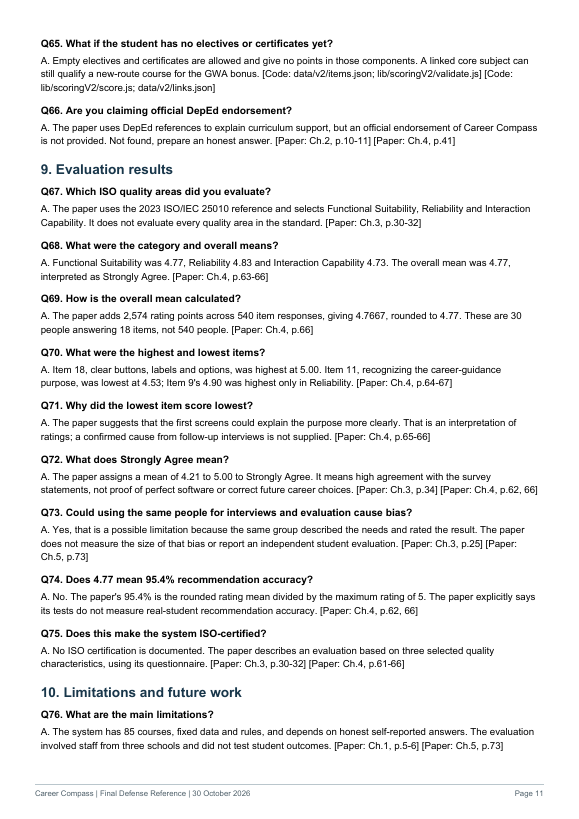 Q65. What if the student has no electives or certificates yet?
A. Empty electives and certificates are allowed and give no points in those components. A linked core subject can
still qualify a new-route course for the GWA bonus. [Code: data/v2/items.json; lib/scoringV2/validate.js] [Code:
lib/scoringV2/score.js; data/v2/links.json]
Q66. Are you claiming official DepEd endorsement?
A. The paper uses DepEd references to explain curriculum support, but an official endorsement of Career Compass
is not provided. Not found, prepare an honest answer. [Paper: Ch.2, p.10-11] [Paper: Ch.4, p.41]
9. Evaluation results
Q67. Which ISO quality areas did you evaluate?
A. The paper uses the 2023 ISO/IEC 25010 reference and selects Functional Suitability, Reliability and Interaction
Capability. It does not evaluate every quality area in the standard. [Paper: Ch.3, p.30-32]
Q68. What were the category and overall means?
A. Functional Suitability was 4.77, Reliability 4.83 and Interaction Capability 4.73. The overall mean was 4.77,
interpreted as Strongly Agree. [Paper: Ch.4, p.63-66]
Q69. How is the overall mean calculated?
A. The paper adds 2,574 rating points across 540 item responses, giving 4.7667, rounded to 4.77. These are 30
people answering 18 items, not 540 people. [Paper: Ch.4, p.66]
Q70. What were the highest and lowest items?
A. Item 18, clear buttons, labels and options, was highest at 5.00. Item 11, recognizing the career-guidance
purpose, was lowest at 4.53; Item 9's 4.90 was highest only in Reliability. [Paper: Ch.4, p.64-67]
Q71. Why did the lowest item score lowest?
A. The paper suggests that the first screens could explain the purpose more clearly. That is an interpretation of
ratings; a confirmed cause from follow-up interviews is not supplied. [Paper: Ch.4, p.65-66]
Q72. What does Strongly Agree mean?
A. The paper assigns a mean of 4.21 to 5.00 to Strongly Agree. It means high agreement with the survey
statements, not proof of perfect software or correct future career choices. [Paper: Ch.3, p.34] [Paper: Ch.4, p.62, 66]
Q73. Could using the same people for interviews and evaluation cause bias?
A. Yes, that is a possible limitation because the same group described the needs and rated the result. The paper
does not measure the size of that bias or report an independent student evaluation. [Paper: Ch.3, p.25] [Paper:
Ch.5, p.73]
Q74. Does 4.77 mean 95.4% recommendation accuracy?
A. No. The paper's 95.4% is the rounded rating mean divided by the maximum rating of 5. The paper explicitly says
its tests do not measure real-student recommendation accuracy. [Paper: Ch.4, p.62, 66]
Q75. Does this make the system ISO-certified?
A. No ISO certification is documented. The paper describes an evaluation based on three selected quality
characteristics, using its questionnaire. [Paper: Ch.3, p.30-32] [Paper: Ch.4, p.61-66]
10. Limitations and future work
Q76. What are the main limitations?
A. The system has 85 courses, fixed data and rules, and depends on honest self-reported answers. The evaluation
involved staff from three schools and did not test student outcomes. [Paper: Ch.1, p.5-6] [Paper: Ch.5, p.73]
Career Compass | Final Defense Reference | 30 October 2026
Page 11